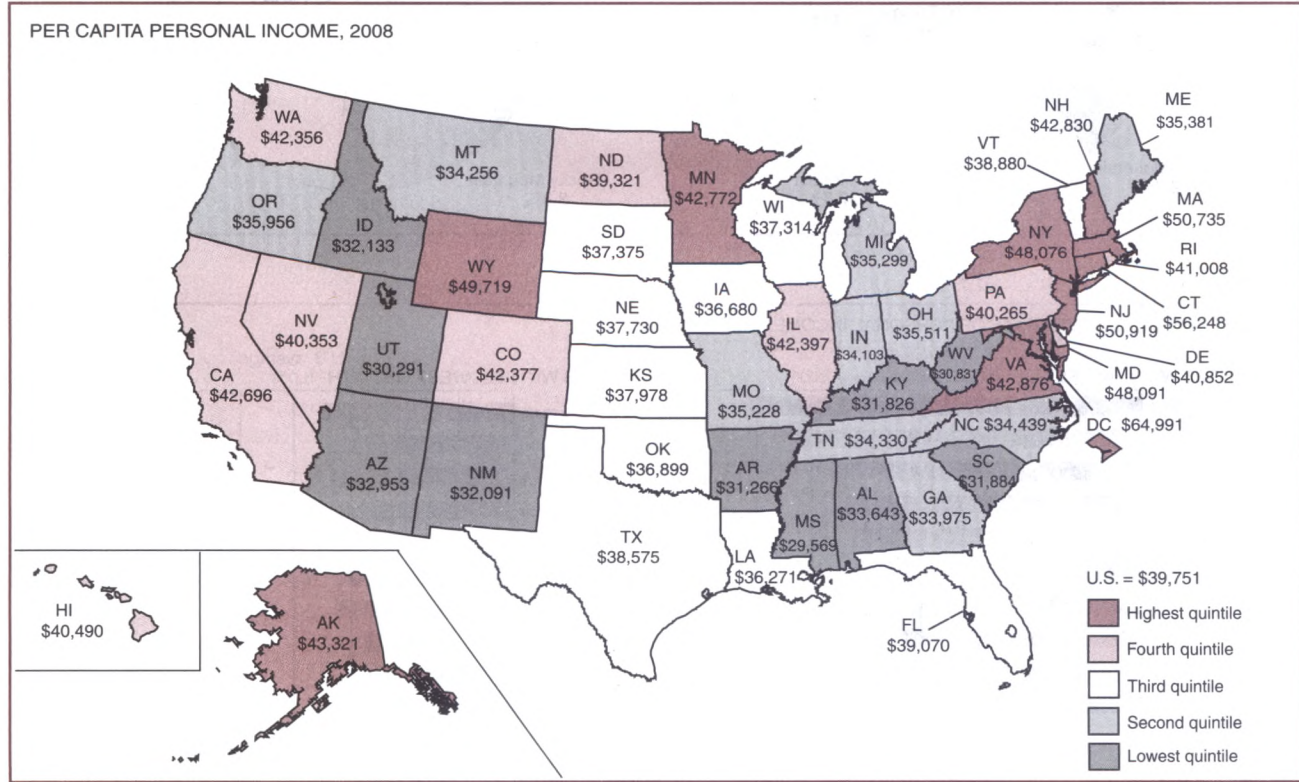 PER CAPITA PERSONAL INCOME, 2008
WA
$42,356
MT
$34,256
ND
$39,321
MN
$42,772
OR
$35,956
ID
$32,133
WY
$49,719
SD
$37,375
WI
$37,314
MI
$35,299
NE
$37,730
IA
$36,680
NV
$40,353
UT
$30,291
CO
$42,377
CA
$42,696
KS
$37,978
MO
$35,228
IL
$42,397
IN
$34,103
OH
$35,511
WV
$30,831
KY
$31,826
VA
$42,876
PA
$40,265
NY
$48,076
VT
$38,880
NH
$42,830
ME
$35,381
MA
$50,735
RI
$41,008
CT
$56,248
NJ
$50,919
DE
$40,852
MD
$48,091
DC $64,991
NC $34,439
TN $34,330
SC
$31,884
AZ
$32,953
NM
$32,091
OK
$36,899
AR
$31,266
MS
$29,569
AL
$33,643
GA
$33,975
TX
$38,575
LA
$36,271
FL
$39,070
HI
$40,490
AK
$43,321
U.S. = $39,751
Highest quintile
Fourth quintile
Third quintile
Second quintile
Lowest quintile